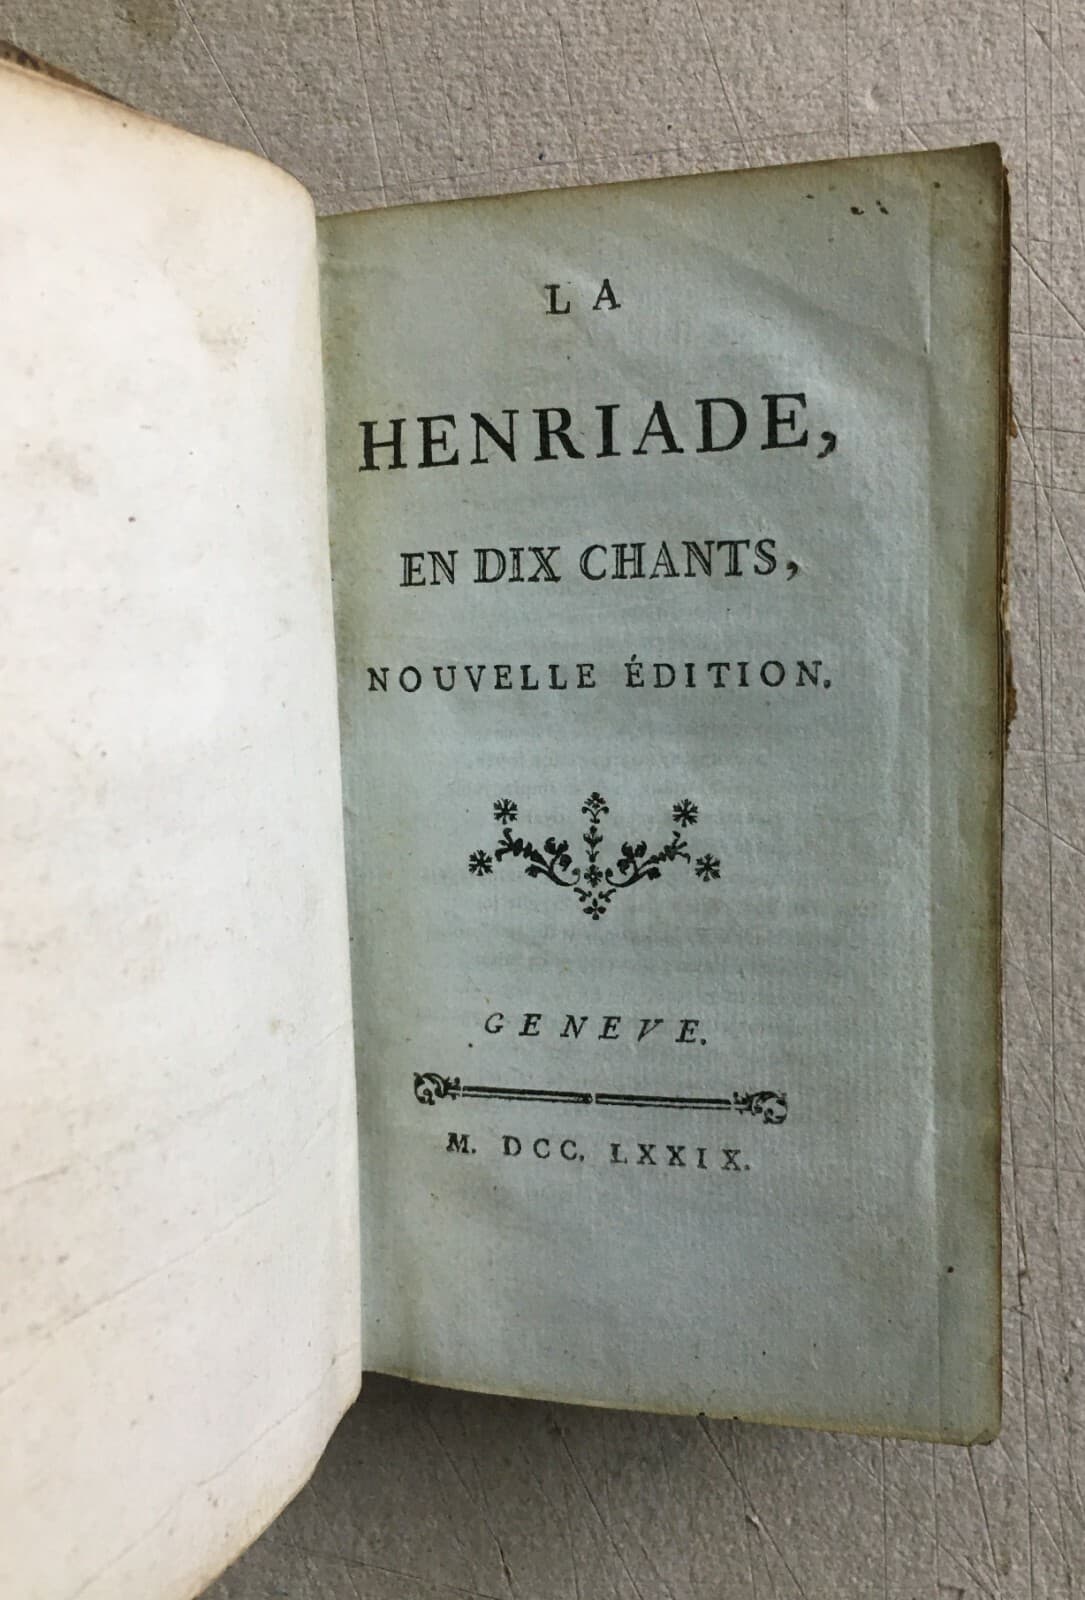 LA
HENRIADE,
EN DIX CHANTS,
NOUVELLE ÉDITION.
GENEVE.
M. DCC. LXXIX.